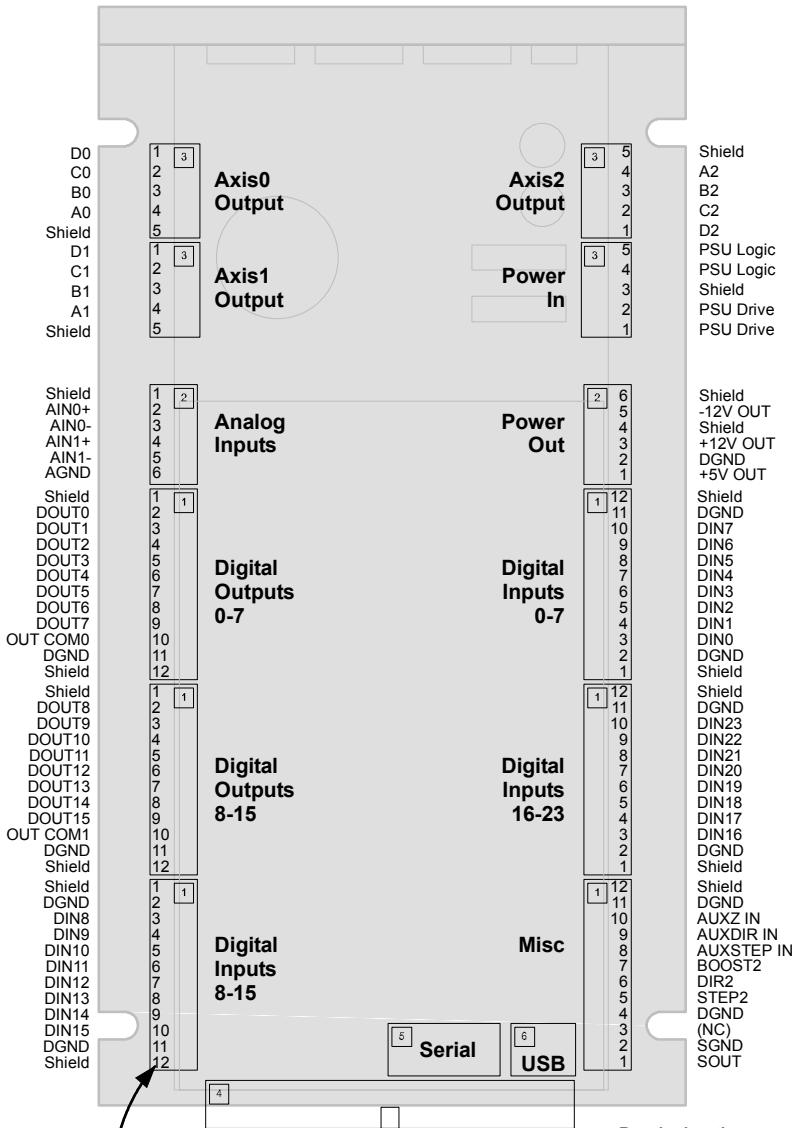 D0 1 3
C0 2
B0 3
A0 4
Shield 5
Axis0
Output
D1 1 3
C1 2
B1 3
A1 4
Shield 5
Axis1
Output
3 5 Shield
4 A2
3 B2
2 C2
1 D2
Axis2
Output
3 5 PSU Logic
4 PSU Logic
3 Shield
2 PSU Drive
1 PSU Drive
Power
In
Shield 1 2
AIN0+ 2
AIN0- 3
AIN1+ 4
AIN1- 5
AGND 6
Analog
Inputs
2 6 Shield
5 -12V OUT
4 Shield
3 +12V OUT
2 DGND
1 +5V OUT
Power
Out
Shield 1 1
DOUT0 2
DOUT1 3
DOUT2 4
DOUT3 5
DOUT4 6
DOUT5 7
DOUT6 8
DOUT7 9
OUT COM0 10
DGND 11
Shield 12
Digital
Outputs
0-7
1 12 Shield
11 DGND
10 DIN7
9 DIN6
8 DIN5
7 DIN4
6 DIN3
5 DIN2
4 DIN1
3 DIN0
2 DGND
1 Shield
Digital
Inputs
0-7
Shield 1 1
DOUT8 2
DOUT9 3
DOUT10 4
DOUT11 5
DOUT12 6
DOUT13 7
DOUT14 8
DOUT15 9
OUT COM1 10
DGND 11
Shield 12
Digital
Outputs
8-15
1 12 Shield
11 DGND
10 DIN23
9 DIN22
8 DIN21
7 DIN20
6 DIN19
5 DIN18
4 DIN17
3 DIN16
2 DGND
1 Shield
Digital
Inputs
16-23
Shield 1 1
DGND 2
DIN8 3
DIN9 4
DIN10 5
DIN11 6
DIN12 7
DIN13 8
DIN14 9
DIN15 10
DGND 11
Shield 12
Digital
Inputs
8-15
1 12 Shield
11 DGND
10 AUXZ IN
9 AUXDIR IN
8 AUXSTEP IN
7 BOOST2
6 DIR2
5 STEP2
4 DGND
3 (NC)
2 SGND
1 SOUT
Misc
5 Serial
6 USB
4